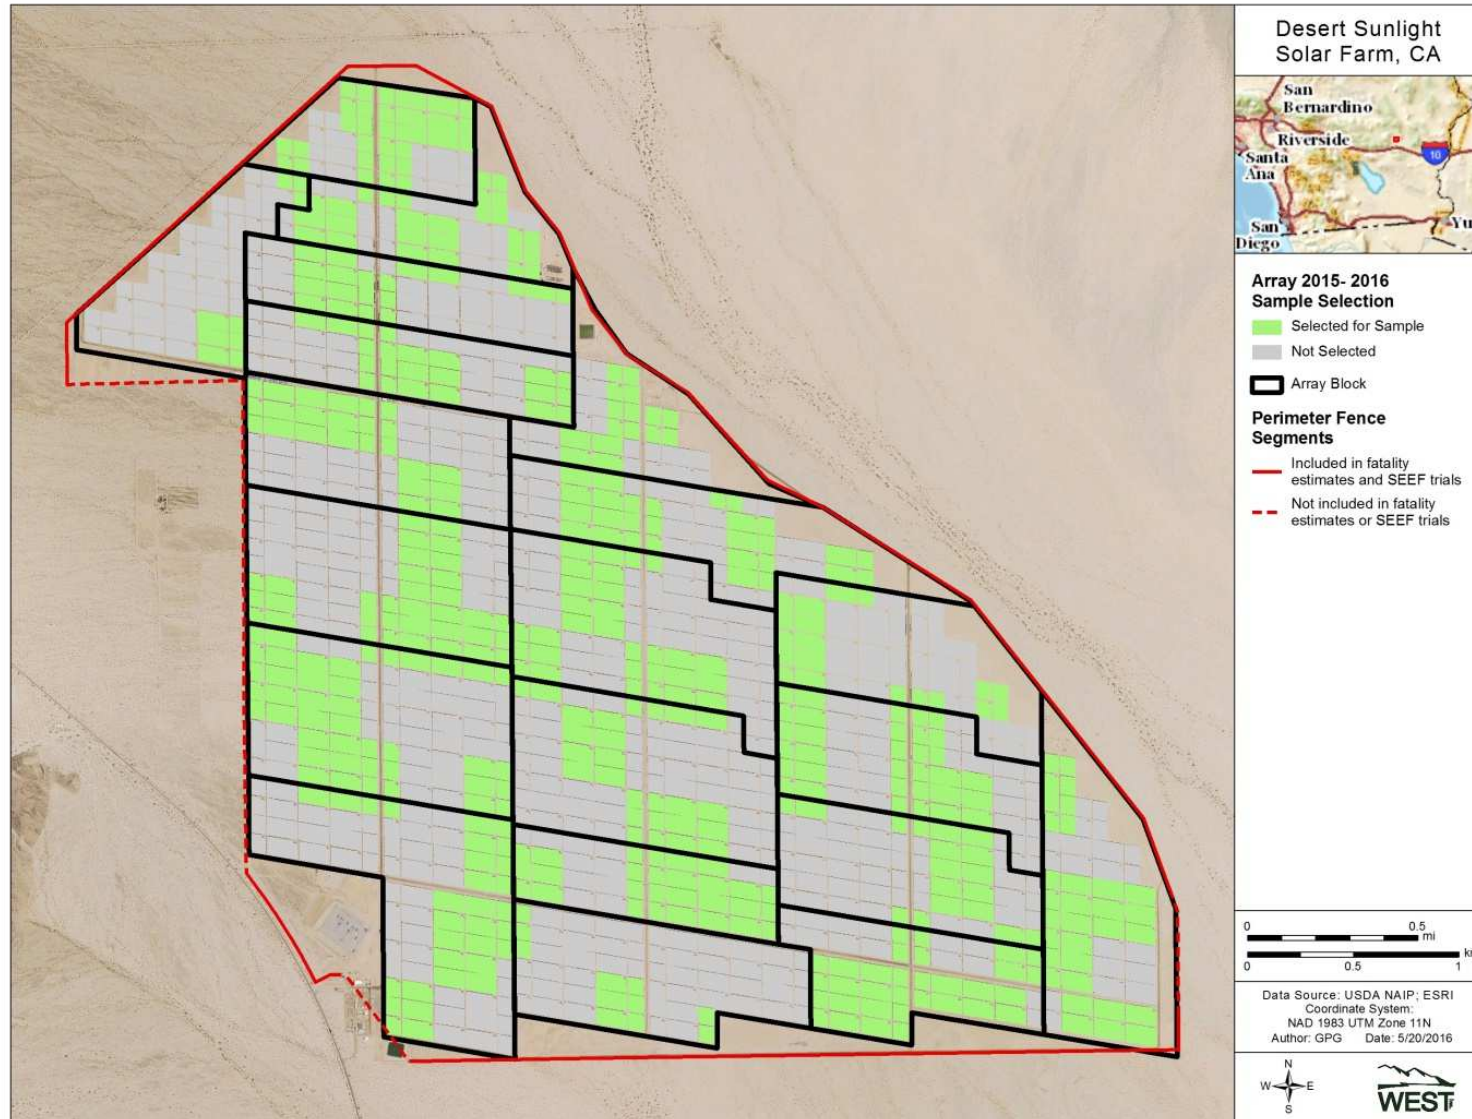 Desert Sunlight
Solar Farm, CA
San
Bernardino
Riverside
10
Santa
Ana
San
Diego
Yu
Array 2015- 2016
Sample Selection
Selected for Sample
Not Selected
Array Block
Perimeter Fence
Segments
Included in fatality
estimates and SEEF trials
Not included in fatality
estimates or SEEF trials
0 0.5
mi
km
0 0.5 1
Data Source: USDA NAIP; ESRI
Coordinate System:
NAD 1983 UTM Zone 11N
Author: GPG Date: 5/20/2016
N
W E
S
WEST